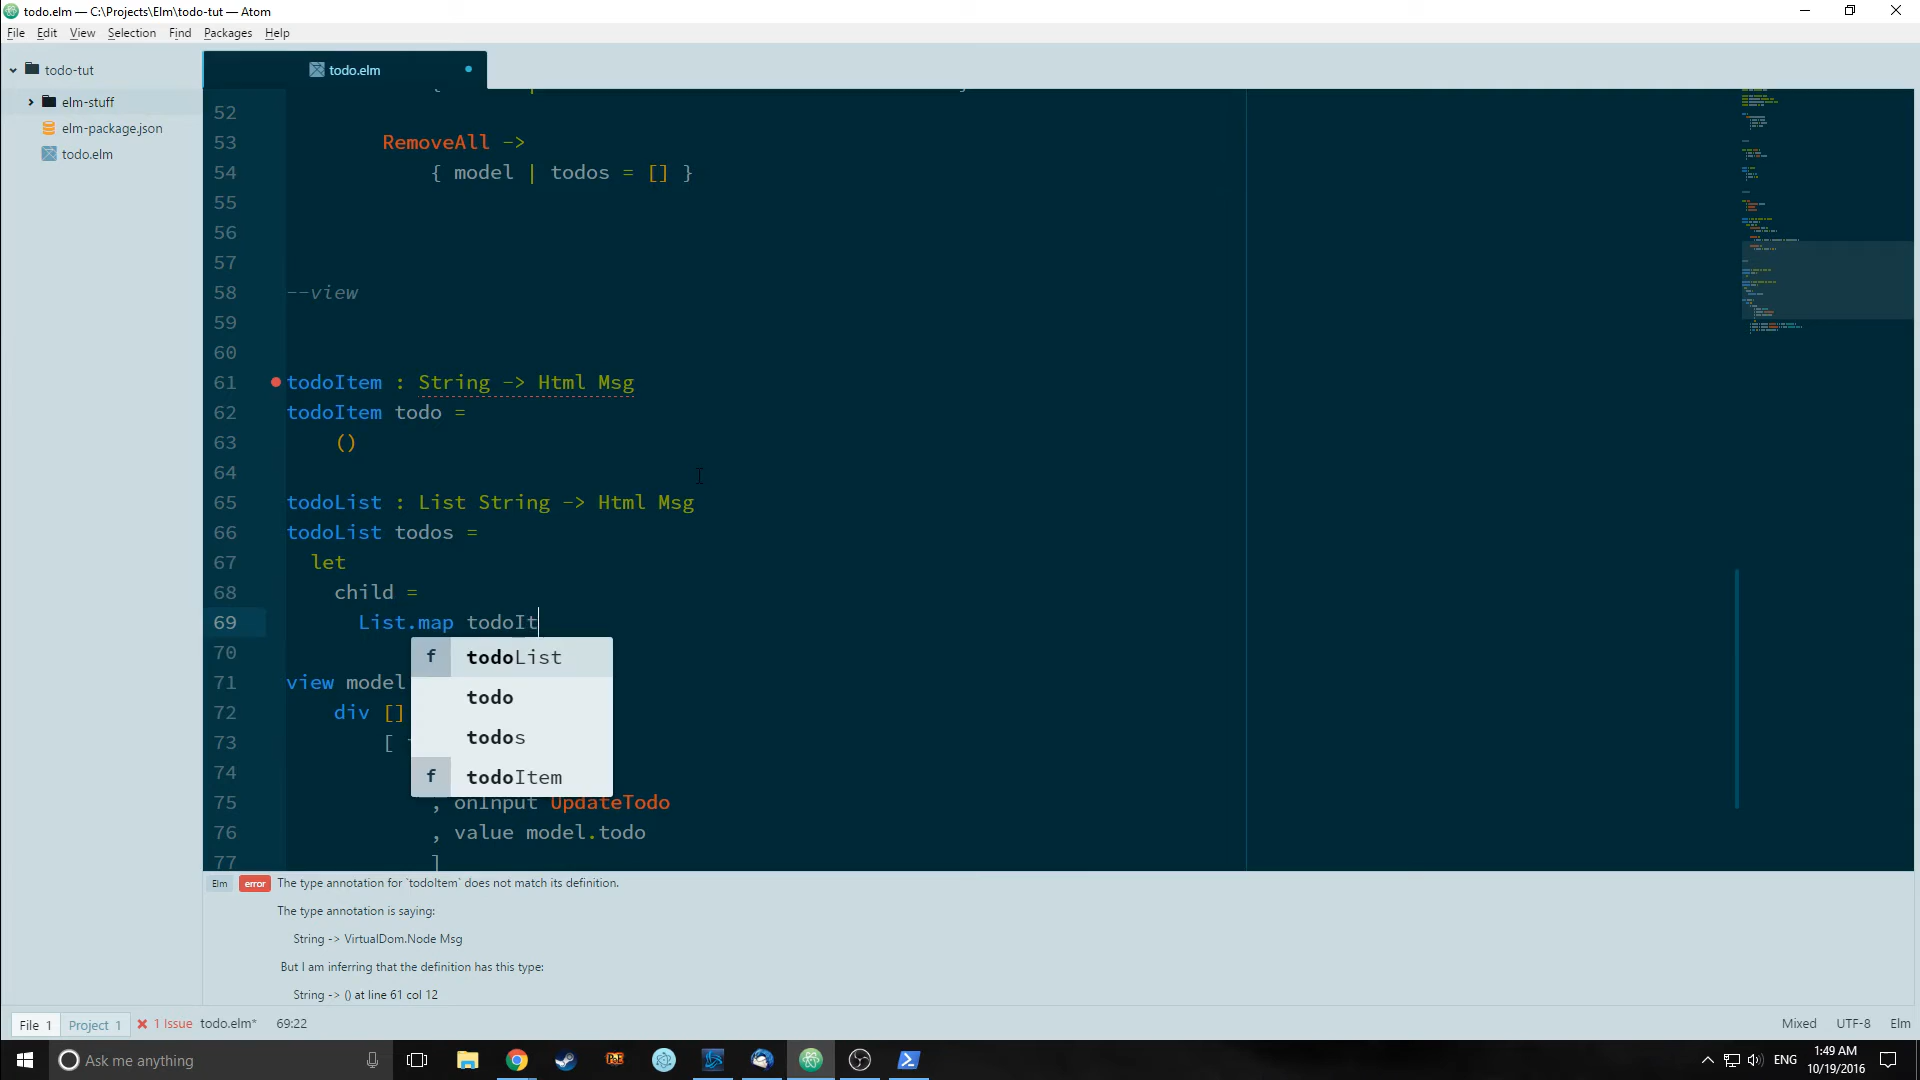 todo.elm — C:\Projects\Elm\todo-tut — Atom
File Edit View Selection Find Packages Help
todo-tut
elm-stuff
elm-package.json
todo.elm
todo.elm
52
53 RemoveAll ->
54 { model | todos = [] }
55
56
57
58 --view
59
60
61 todoItem : String -> Html Msg
62 todoItem todo =
63 ()
64
65 todoList : List String -> Html Msg
66 todoList todos =
67 let
68 child =
69 List.map todoIt
70
71 view model
72 div []
73 [
74
75 , onInput UpdateTodo
76 , value model.todo
77 ]
f todoList
todo
todos
f todoItem
Elm error The type annotation for `todoItem` does not match its definition.
The type annotation is saying:
String -> VirtualDom.Node Msg
But I am inferring that the definition has this type:
String -> () at line 61 col 12
File 1 Project 1 1 Issue todo.elm* 69:22 Mixed UTF-8 Elm
Ask me anything
ENG
1:49 AM
10/19/2016